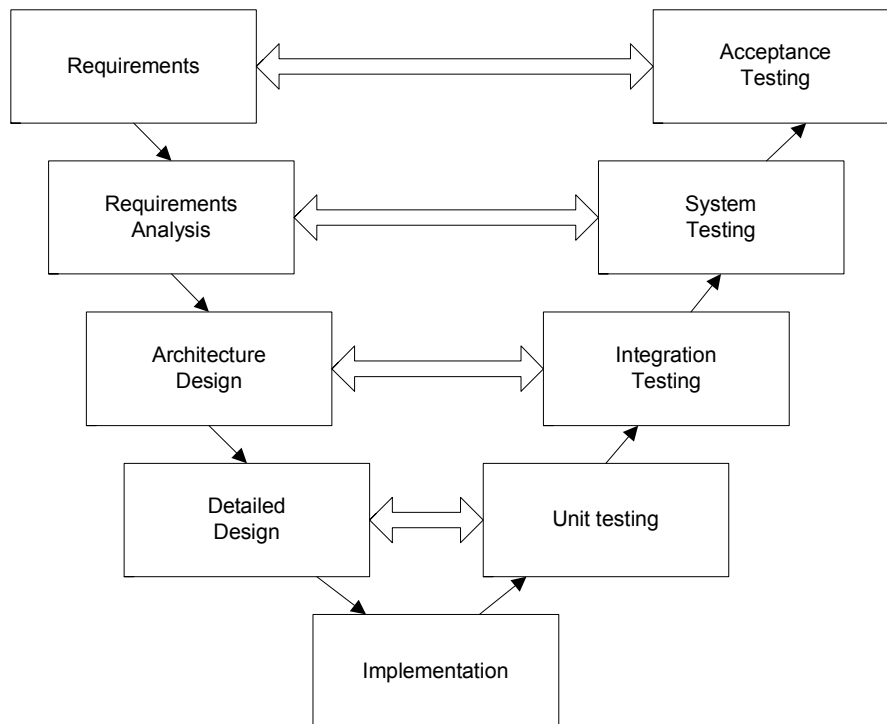 Requirements
Acceptance
Testing
Requirements
Analysis
System
Testing
Architecture
Design
Integration
Testing
Detailed
Design
Unit testing
Implementation